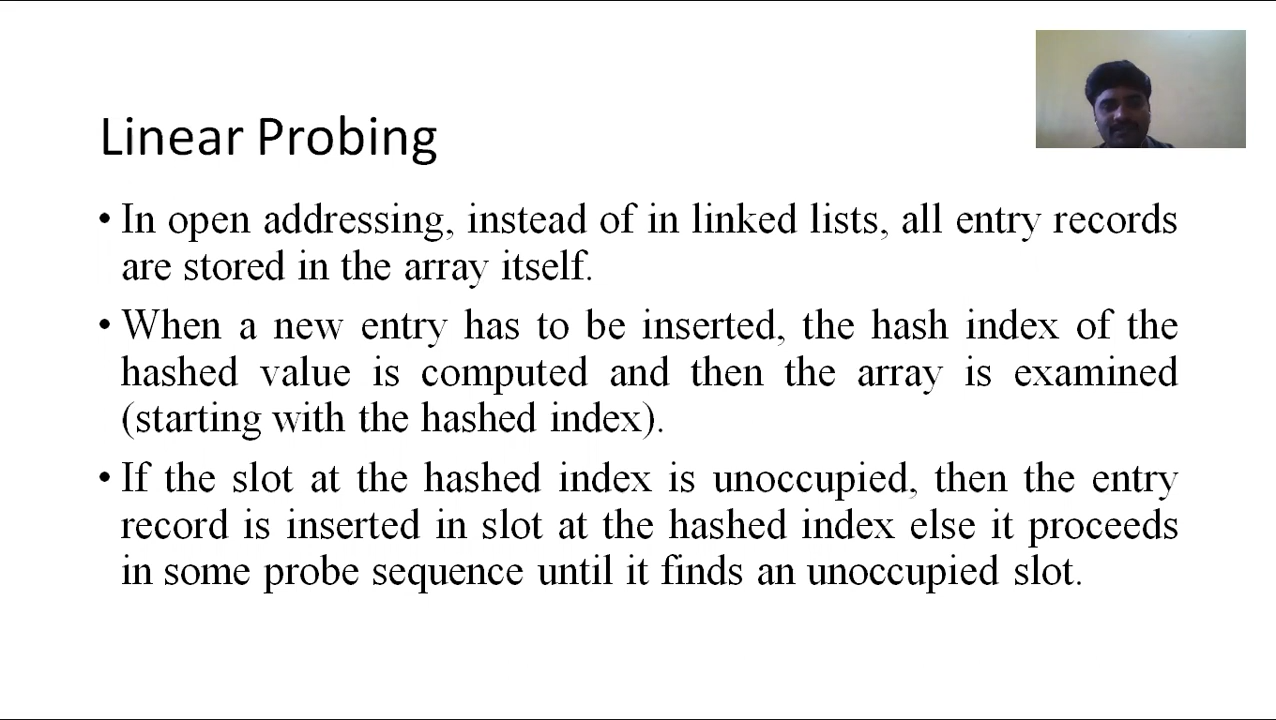 Linear Probing
• In open addressing, instead of in linked lists, all entry records
are stored in the array itself.
• When a new entry has to be inserted, the hash index of the
hashed value is computed and then the array is examined
(starting with the hashed index).
• If the slot at the hashed index is unoccupied, then the entry
record is inserted in slot at the hashed index else it proceeds
in some probe sequence until it finds an unoccupied slot.